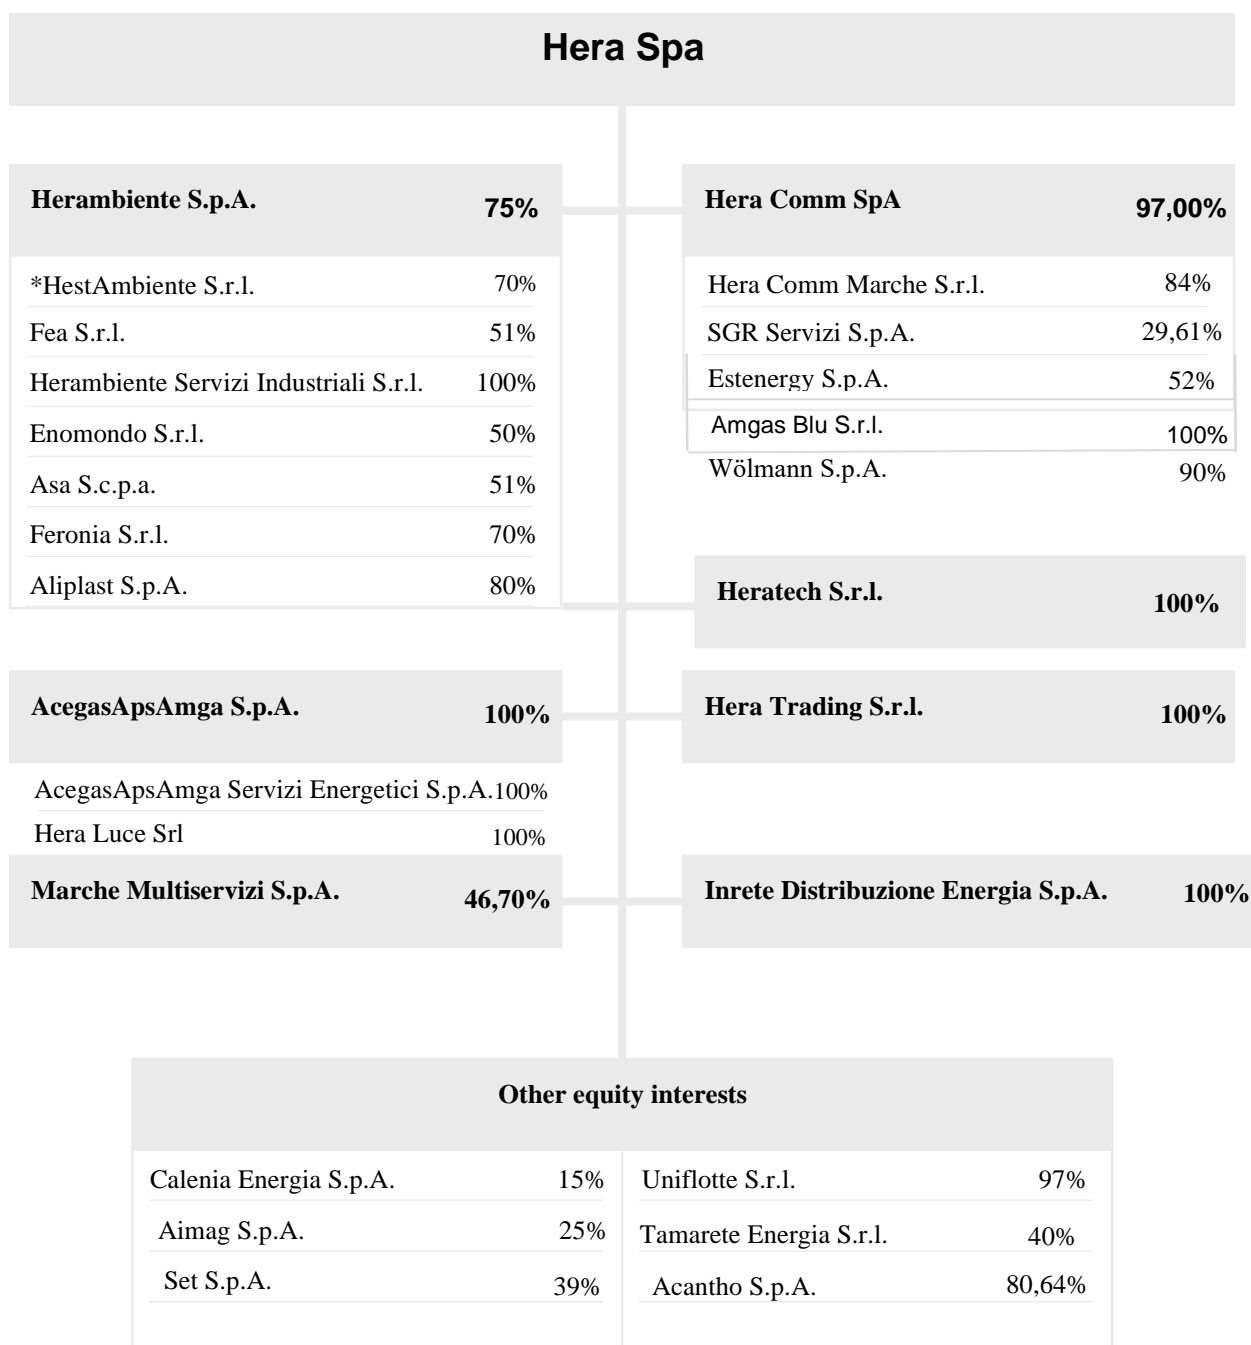 Hera Spa
Herambiente S.p.A. 75%
*HestAmbiente S.r.l. 70%
Fea S.r.l. 51%
Herambiente Servizi Industriali S.r.l. 100%
Enomondo S.r.l. 50%
Asa S.c.p.a. 51%
Feronia S.r.l. 70%
Aliplast S.p.A. 80%
Hera Comm SpA 97,00%
Hera Comm Marche S.r.l. 84%
SGR Servizi S.p.A. 29,61%
Estenergy S.p.A. 52%
Amgas Blu S.r.l. 100%
Wölmann S.p.A. 90%
Heratech S.r.l. 100%
AcegasApsAmga S.p.A. 100%
AcegasApsAmga Servizi Energetici S.p.A. 100%
Hera Luce Srl 100%
Hera Trading S.r.l. 100%
Marche Multiservizi S.p.A. 46,70%
Inrete Distribuzione Energia S.p.A. 100%
Other equity interests
Calenia Energia S.p.A. 15%
Aimag S.p.A. 25%
Set S.p.A. 39%
Uniflotte S.r.l. 97%
Tamarete Energia S.r.l. 40%
Acantho S.p.A. 80,64%